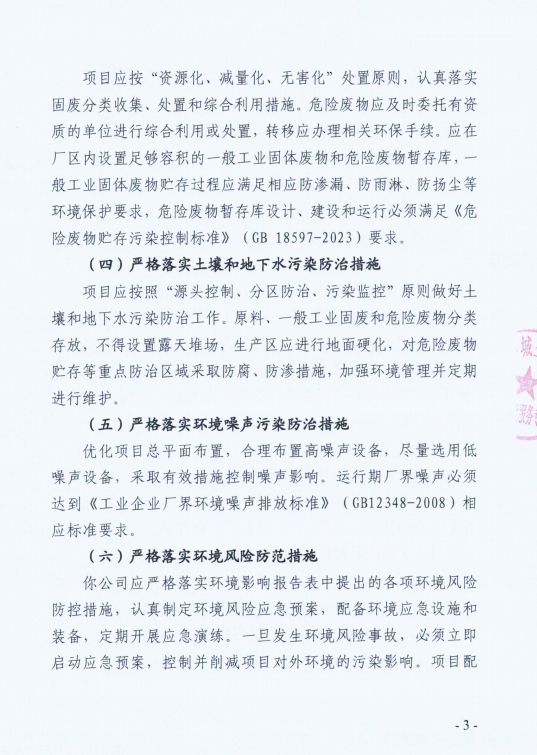 项目应按“资源化、减量化、无害化”处置原则，认真落实
固废分类收集、处置和综合利用措施。危险废物应及时委托有资
质的单位进行综合利用或处置，转移应办理相关环保手续。应在
厂区内设置足够容积的一般工业固体废物和危险废物暂存库，一
般工业固体废物贮存过程应满足相应防渗漏、防雨淋、防扬尘等
环境保护要求，危险废物暂存库设计、建设和运行必须满足《危
险废物贮存污染控制标准》（GB 18597-2023）要求。
（四）严格落实土壤和地下水污染防治措施
项目应按照“源头控制、分区防治、污染监控”原则做好土
壤和地下水污染防治工作。原料、一般工业固废和危险废物分类
存放，不得设置露天堆场，生产区应进行地面硬化，对危险废物
贮存等重点防治区域采取防腐、防渗措施，加强环境管理并定期
进行维护。
（五）严格落实环境噪声污染防治措施
优化项目总平面布置，合理布置高噪声设备，尽量选用低
噪声设备，采取有效措施控制噪声影响。运行期厂界噪声必须
达到《工业企业厂界环境噪声排放标准》（GB12348-2008）相
应标准要求。
（六）严格落实环境风险防范措施
你公司应严格落实环境影响报告表中提出的各项环境风险
防控措施，认真制定环境风险应急预案，配备环境应急设施和
装备，定期开展应急演练。一旦发生环境风险事故，必须立即
启动应急预案，控制并削减项目对外环境的污染影响。项目配
- 3 -